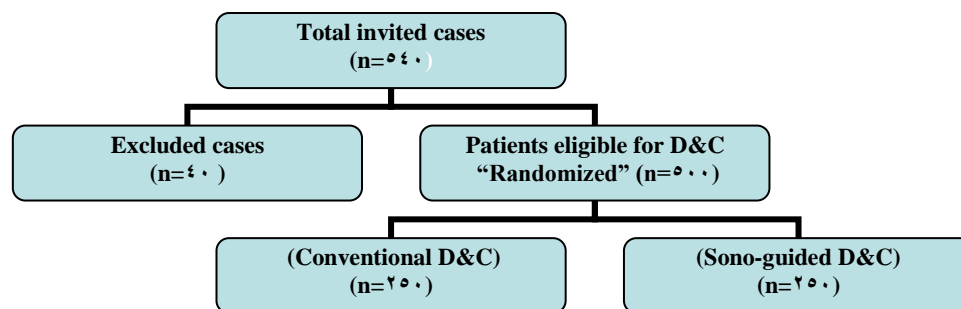 Total invited cases
(n=٥٤٠)
Excluded cases
(n=٤٠ )
Patients eligible for D&C
“Randomized” (n=٥٠٠)
(Conventional D&C)
(n=٢٥٠)
(Sono-guided D&C)
(n=٢٥٠)